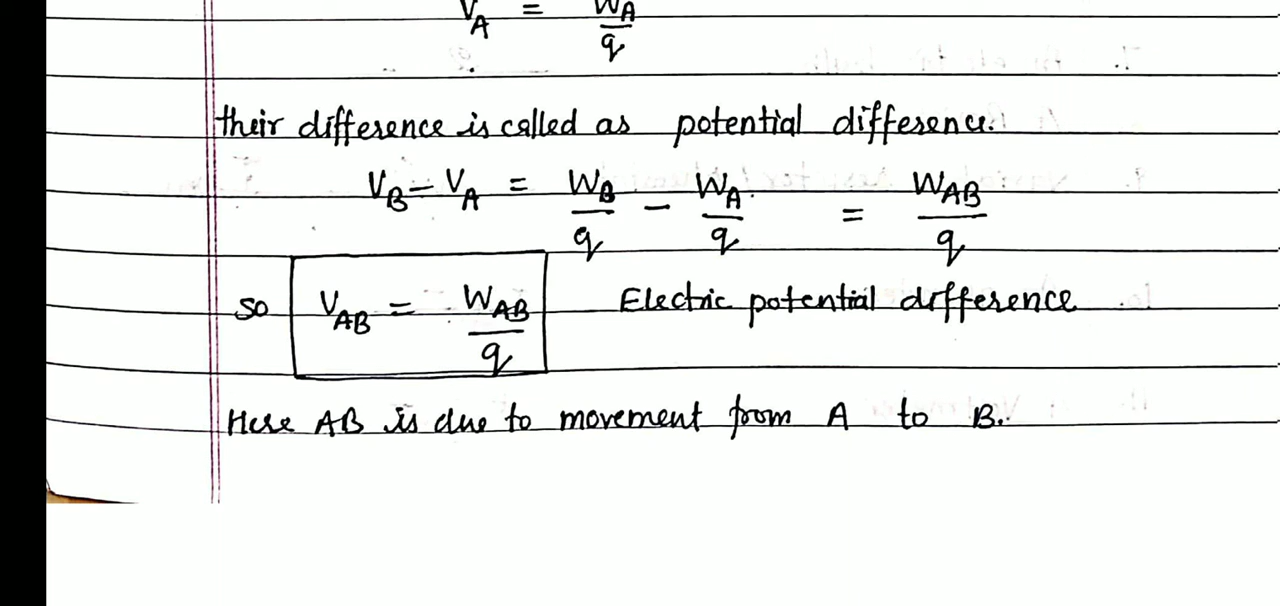 V_A = W_A/q
their difference is called as potential difference.
V_B – V_A = W_B/q – W_A/q = W_AB/q
so V_AB = W_AB/q Electric potential difference
Here AB is due to movement from A to B.